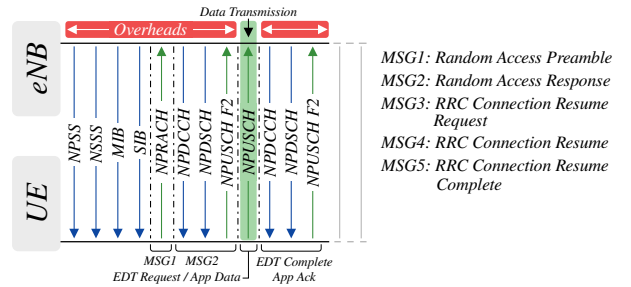 Data Transmission
Overheads
eNB
UE
NPSS
NSSS
MIB
SIB
NPRACH
NPDCCH
NPDSCH
NPUSCH F2
NPUSCH
NPDCCH
NPDSCH
NPUSCH F2
MSG1
MSG2
EDT Request / App Data
EDT Complete
App Ack
MSG1: Random Access Preamble
MSG2: Random Access Response
MSG3: RRC Connection Resume
Request
MSG4: RRC Connection Resume
MSG5: RRC Connection Resume
Complete